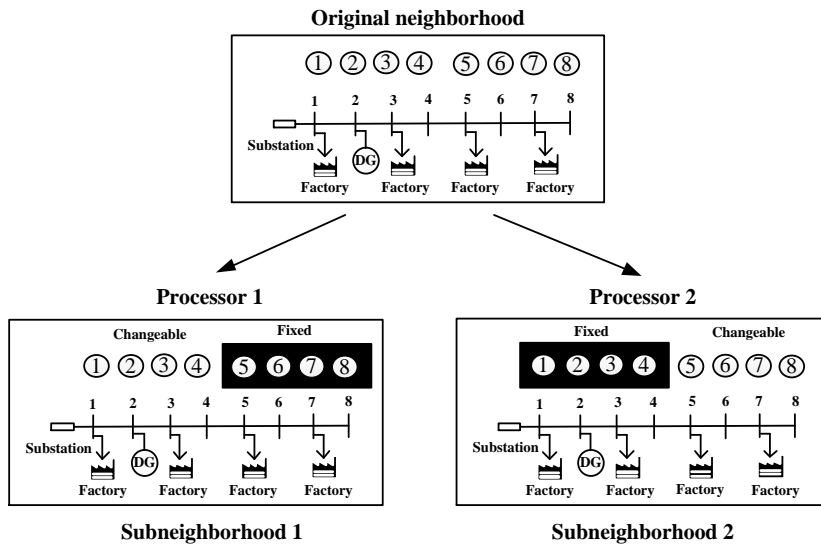 Original neighborhood
1 2 3 4 5 6 7 8
1 2 3 4 5 6 7 8
Substation
DG
Factory Factory Factory Factory
Processor 1
Changeable Fixed
1 2 3 4 5 6 7 8
1 2 3 4 5 6 7 8
Substation
DG
Factory Factory Factory Factory
Subneighborhood 1
Processor 2
Fixed Changeable
1 2 3 4 5 6 7 8
1 2 3 4 5 6 7 8
Substation
DG
Factory Factory Factory Factory
Subneighborhood 2